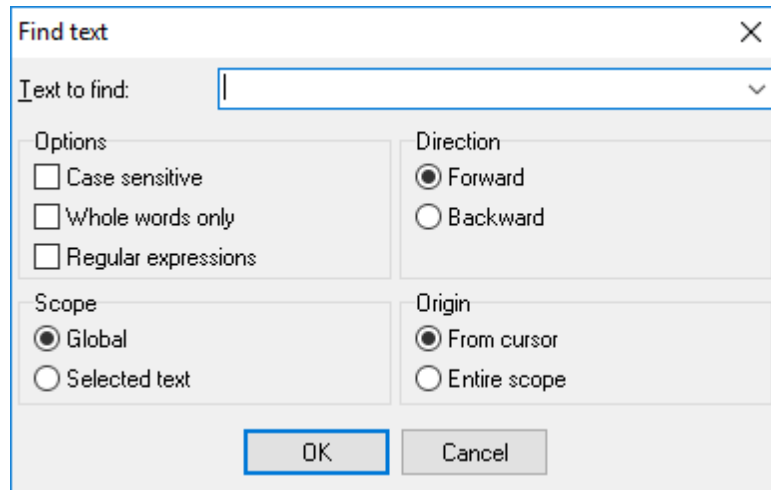 Find text
Text to find:
Options
Case sensitive
Whole words only
Regular expressions
Direction
Forward
Backward
Scope
Global
Selected text
Origin
From cursor
Entire scope
OK
Cancel